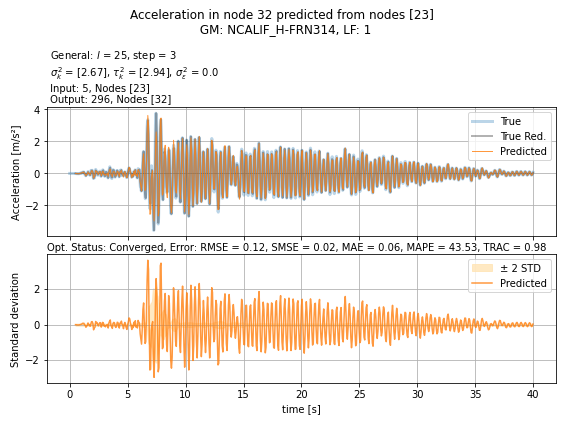 Acceleration in node 32 predicted from nodes [23]
GM: NCALIF_H-FRN314, LF: 1
General: l = 25, step = 3
σ²ₖ = [2.67], τ²ₖ = [2.94], σ²ε = 0.0
Input: 5, Nodes [23]
Output: 296, Nodes [32]
Acceleration [m/s²]
4
2
0
−2
True
True Red.
Predicted
Opt. Status: Converged, Error: RMSE = 0.12, SMSE = 0.02, MAE = 0.06, MAPE = 43.53, TRAC = 0.98
Standard deviation
2
0
−2
± 2 STD
Predicted
0 5 10 15 20 25 30 35 40
time [s]